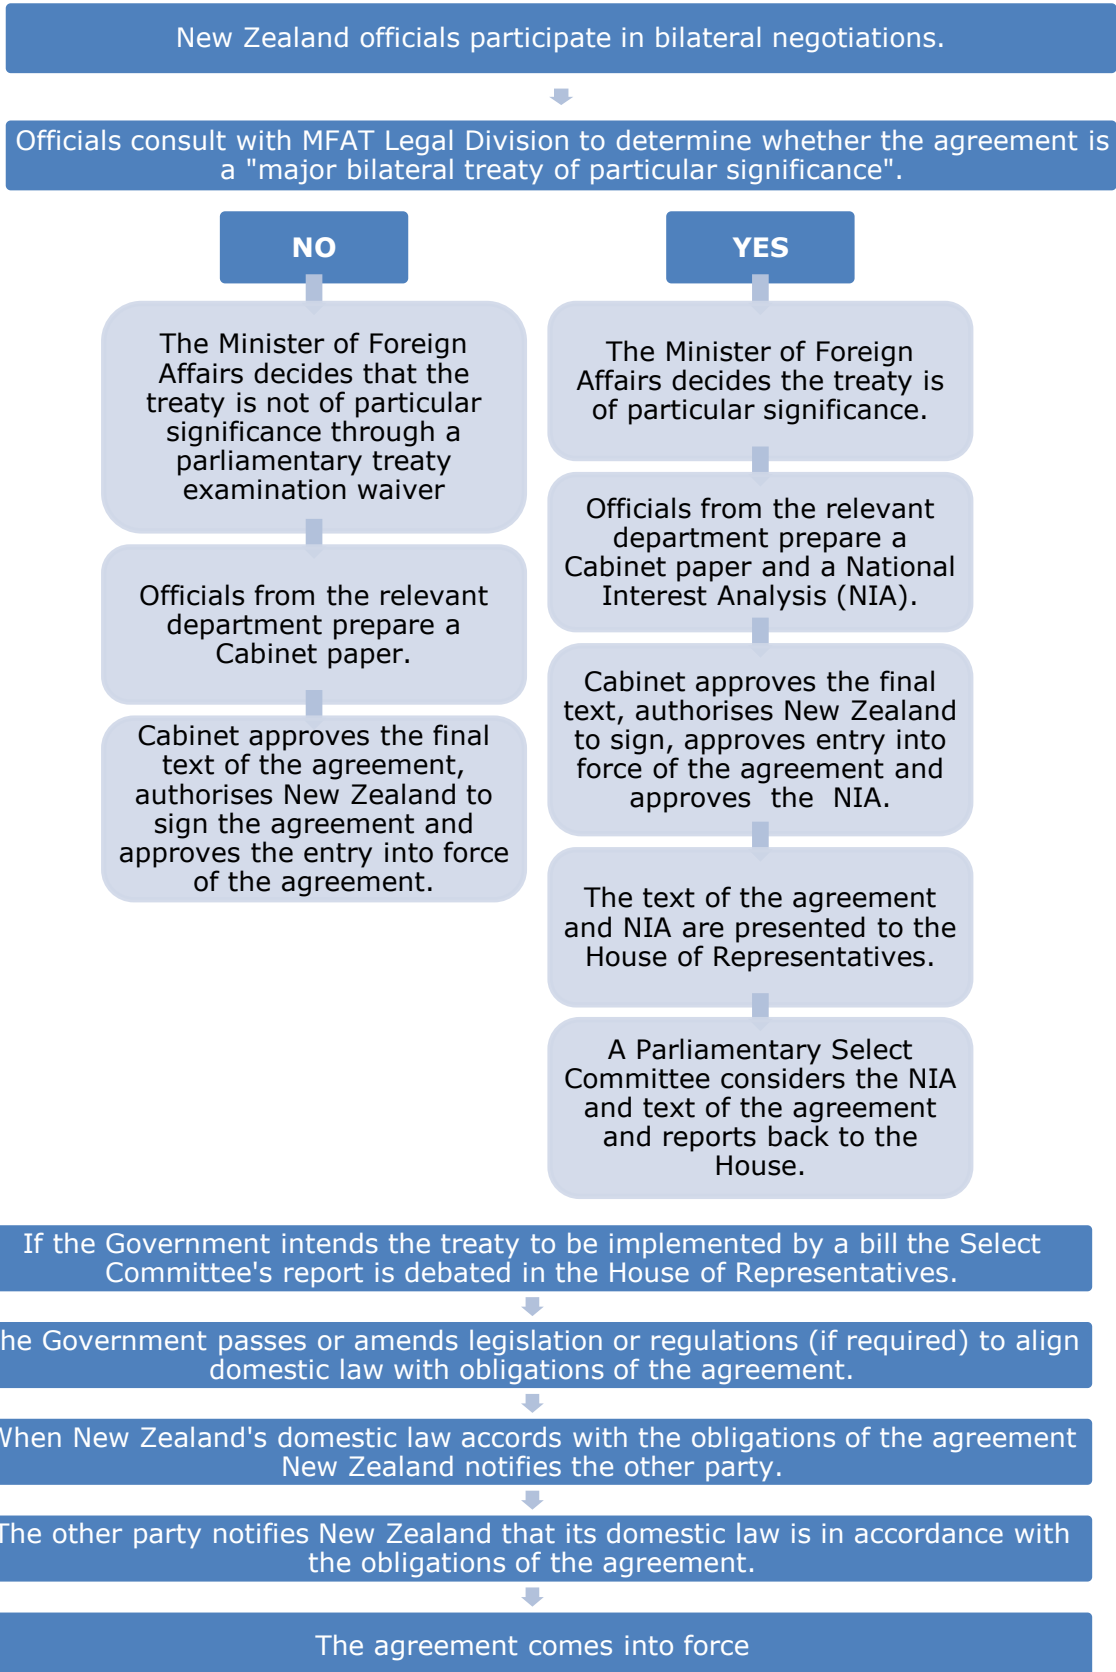 New Zealand officials participate in bilateral negotiations.
Officials consult with MFAT Legal Division to determine whether the agreement is
a "major bilateral treaty of particular significance".
NO
The Minister of Foreign
Affairs decides that the
treaty is not of particular
significance through a
parliamentary treaty
examination waiver
Officials from the relevant
department prepare a
Cabinet paper.
Cabinet approves the final
text of the agreement,
authorises New Zealand to
sign the agreement and
approves the entry into force
of the agreement.
YES
The Minister of Foreign
Affairs decides the treaty is
of particular significance.
Officials from the relevant
department prepare a
Cabinet paper and a National
Interest Analysis (NIA).
Cabinet approves the final
text, authorises New Zealand
to sign, approves entry into
force of the agreement and
approves the NIA.
The text of the agreement
and NIA are presented to the
House of Representatives.
A Parliamentary Select
Committee considers the NIA
and text of the agreement
and reports back to the
House.
If the Government intends the treaty to be implemented by a bill the Select
Committee's report is debated in the House of Representatives.
he Government passes or amends legislation or regulations (if required) to align
domestic law with obligations of the agreement.
When New Zealand's domestic law accords with the obligations of the agreement
New Zealand notifies the other party.
The other party notifies New Zealand that its domestic law is in accordance with
the obligations of the agreement.
The agreement comes into force